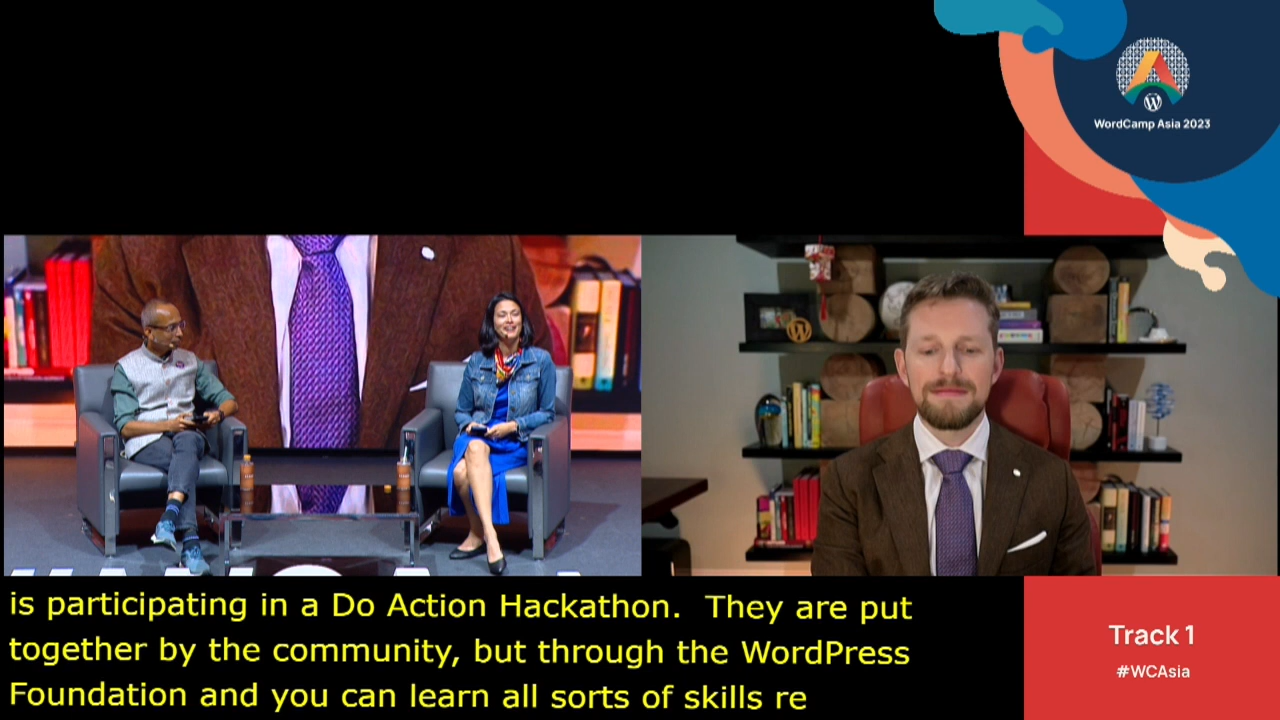 WordCamp Asia 2023
is participating in a Do Action Hackathon.  They are put
together by the community, but through the WordPress
Foundation and you can learn all sorts of skills re
Track 1
#WCAsia